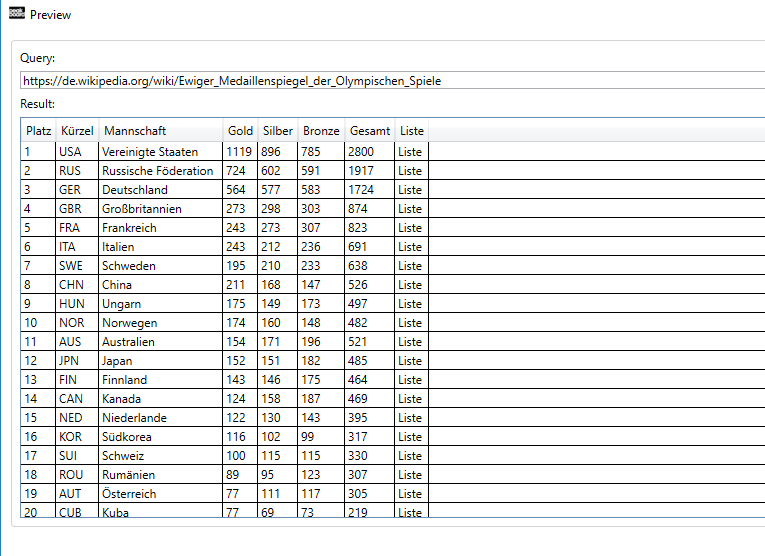 peak board Preview
Query:
https://de.wikipedia.org/wiki/Ewiger_Medaillenspiegel_der_Olympischen_Spiele
Result:
Platz Kürzel Mannschaft Gold Silber Bronze Gesamt Liste
1 USA Vereinigte Staaten 1119 896 785 2800 Liste
2 RUS Russische Föderation 724 602 591 1917 Liste
3 GER Deutschland 564 577 583 1724 Liste
4 GBR Großbritannien 273 298 303 874 Liste
5 FRA Frankreich 243 273 307 823 Liste
6 ITA Italien 243 212 236 691 Liste
7 SWE Schweden 195 210 233 638 Liste
8 CHN China 211 168 147 526 Liste
9 HUN Ungarn 175 149 173 497 Liste
10 NOR Norwegen 174 160 148 482 Liste
11 AUS Australien 154 171 196 521 Liste
12 JPN Japan 152 151 182 485 Liste
13 FIN Finnland 143 146 175 464 Liste
14 CAN Kanada 124 158 187 469 Liste
15 NED Niederlande 122 130 143 395 Liste
16 KOR Südkorea 116 102 99 317 Liste
17 SUI Schweiz 100 115 115 330 Liste
18 ROU Rumänien 89 95 123 307 Liste
19 AUT Österreich 77 111 117 305 Liste
20 CUB Kuba 77 69 73 219 Liste